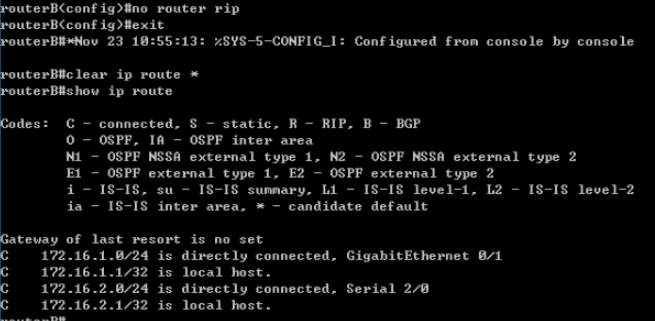 routerB(config)#no router rip
routerB(config)#exit
routerB#*Nov 23 10:55:13: %SYS-5-CONFIG_I: Configured from console by console
routerB#clear ip route *
routerB#show ip route
Codes:  C - connected, S - static, R - RIP, B - BGP
        O - OSPF, IA - OSPF inter area
        N1 - OSPF NSSA external type 1, N2 - OSPF NSSA external type 2
        E1 - OSPF external type 1, E2 - OSPF external type 2
        i - IS-IS, su - IS-IS summary, L1 - IS-IS level-1, L2 - IS-IS level-2
        ia - IS-IS inter area, * - candidate default
Gateway of last resort is no set
C    172.16.1.0/24 is directly connected, GigabitEthernet 0/1
C    172.16.1.1/32 is local host.
C    172.16.2.0/24 is directly connected, Serial 2/0
C    172.16.2.1/32 is local host.
routerB#